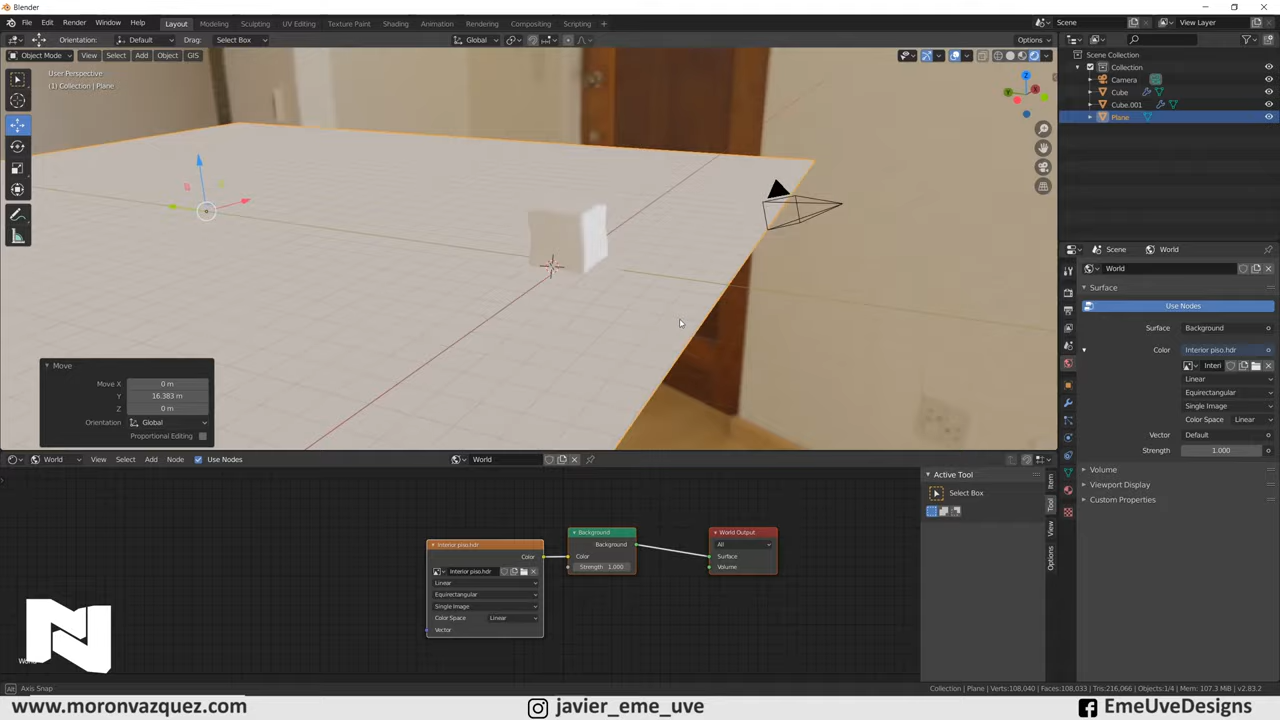 Blender
File Edit Render Window Help Layout Modeling Sculpting UV Editing Texture Paint Shading Animation Rendering Compositing Scripting + Scene View Layer
Orientation: Default Drag: Select Box Global Options
Object Mode View Select Add Object GIS
User Perspective
(1) Collection | Plane
Z
Scene Collection
Collection
Camera
Cube
Cube.001
Plane
Scene World
World
Surface
Use Nodes
Surface Background
Color Interior piso.hdr
Interi
Linear
Equirectangular
Single Image
Color Space Linear
Vector Default
Strength 1.000
Volume
Viewport Display
Custom Properties
Move
Move X 0 m
Y 16.383 m
Z 0 m
Orientation Global
Proportional Editing
World View Select Add Node Use Nodes World
Interior piso.hdr
Color
Interior piso.hdr
Linear
Equirectangular
Single Image
Color Space Linear
Vector
Background
Background
Color
Strength 1.000
World Output
All
Surface
Volume
Active Tool
Select Box
Item
Tool
View
Options
N
Axis Snap
Collection | Plane | Verts:108,040 | Faces:108,033 | Tris:216,066 | Objects:1/4 | Mem: 107.3 MiB | v2.83.2
www.moronvazquez.com javier_eme_uve EmeUveDesigns